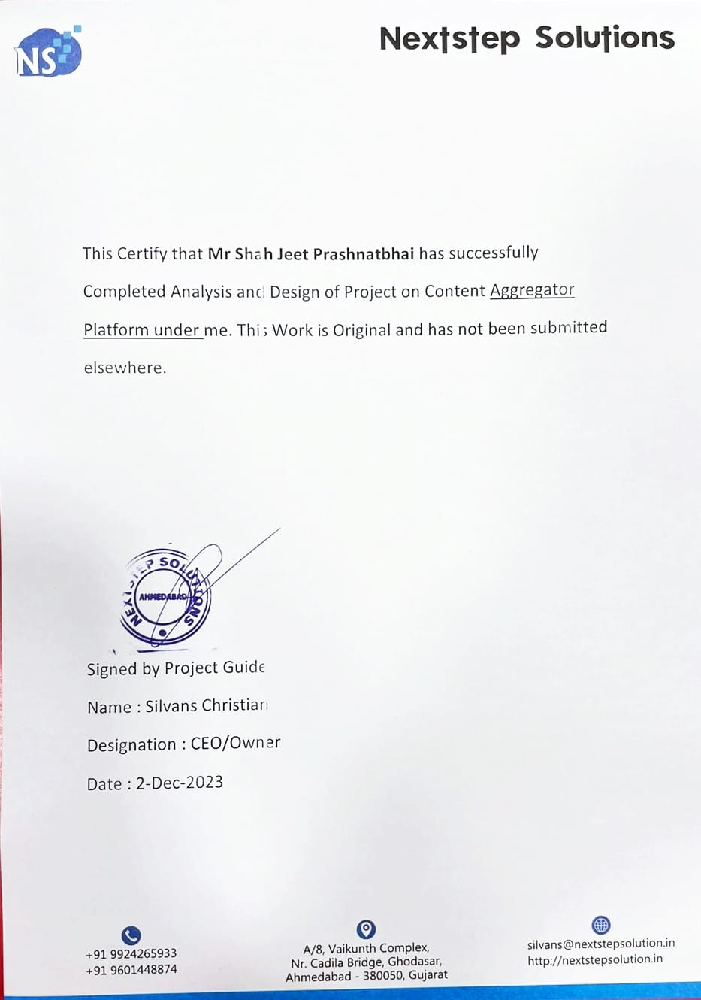 NS
Nextstep Solutions
This Certify that Mr Shah Jeet Prashnatbhai has successfully
Completed Analysis and Design of Project on Content Aggregator
Platform under me. This Work is Original and has not been submitted
elsewhere.
NEXTSTEP SOLUTIONS
AHMEDABAD
Signed by Project Guide
Name : Silvans Christian
Designation : CEO/Owner
Date : 2-Dec-2023
+91 9924265933
+91 9601448874
A/8, Vaikunth Complex,
Nr. Cadila Bridge, Ghodasar,
Ahmedabad - 380050, Gujarat
silvans@nextstepsolution.in
http://nextstepsolution.in